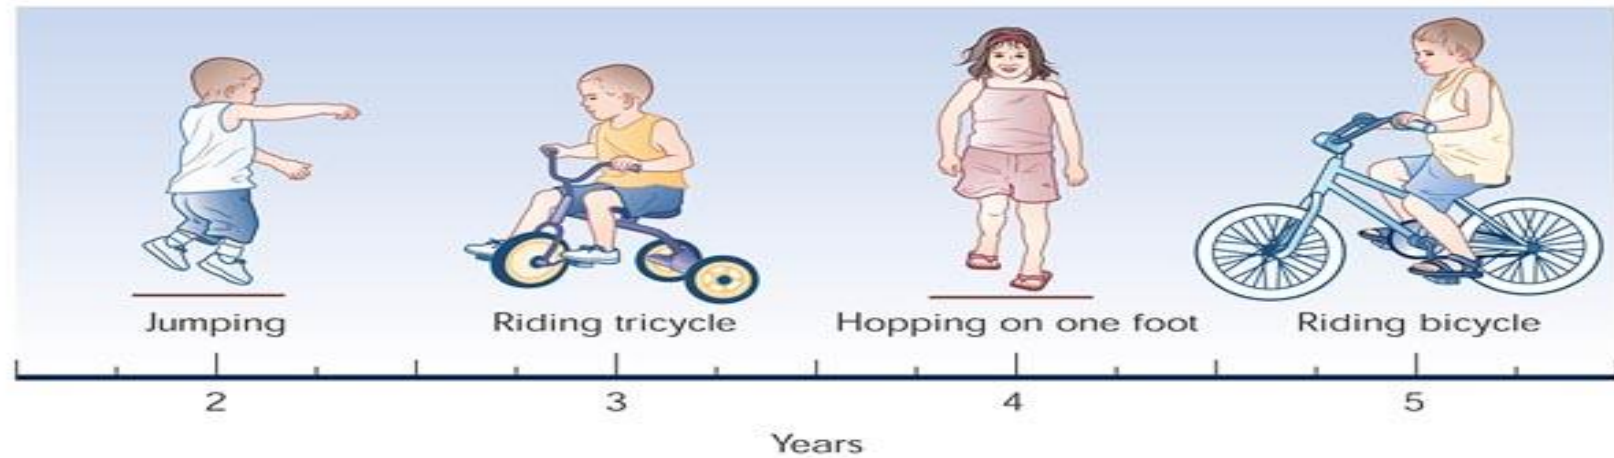 Jumping
Riding tricycle
Hopping on one foot
Riding bicycle
2
3
4
5
Years